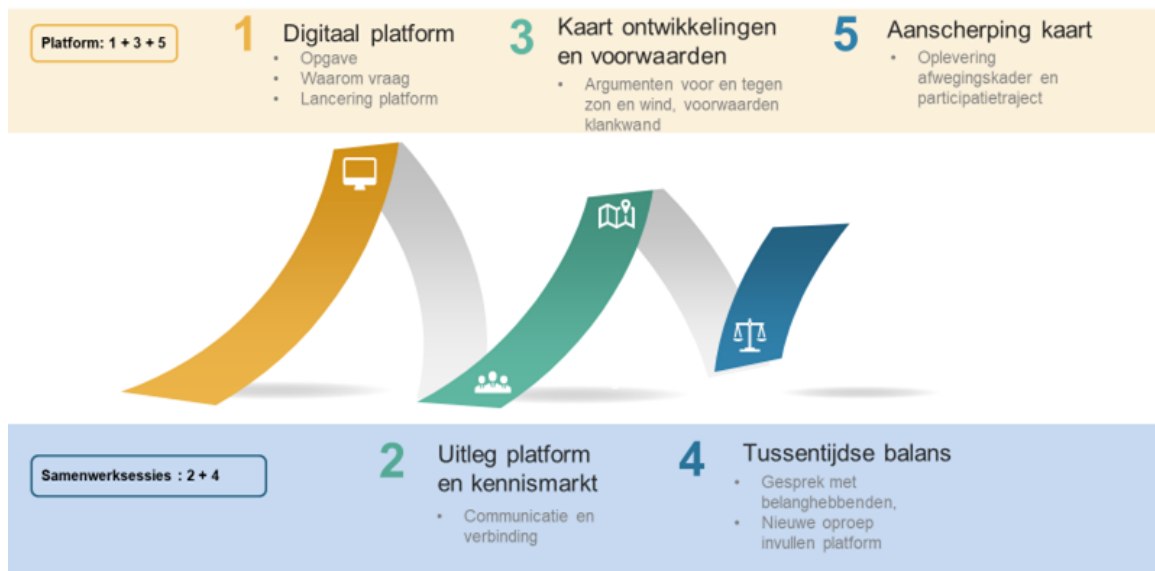 Platform: 1 + 3 + 5
1
Digitaal platform
• Opgave
• Waarom vraag
• Lancering platform
3
Kaart ontwikkelingen
en voorwaarden
• Argumenten voor en tegen
zon en wind, voorwaarden
klankwand
5
Aanscherping kaart
• Oplevering
afwegingskader en
participatietraject
Samenwerksessies : 2 + 4
2
Uitleg platform
en kennismarkt
• Communicatie en
verbinding
4
Tussentijdse balans
• Gesprek met
belanghebbenden,
• Nieuwe oproep
invullen platform